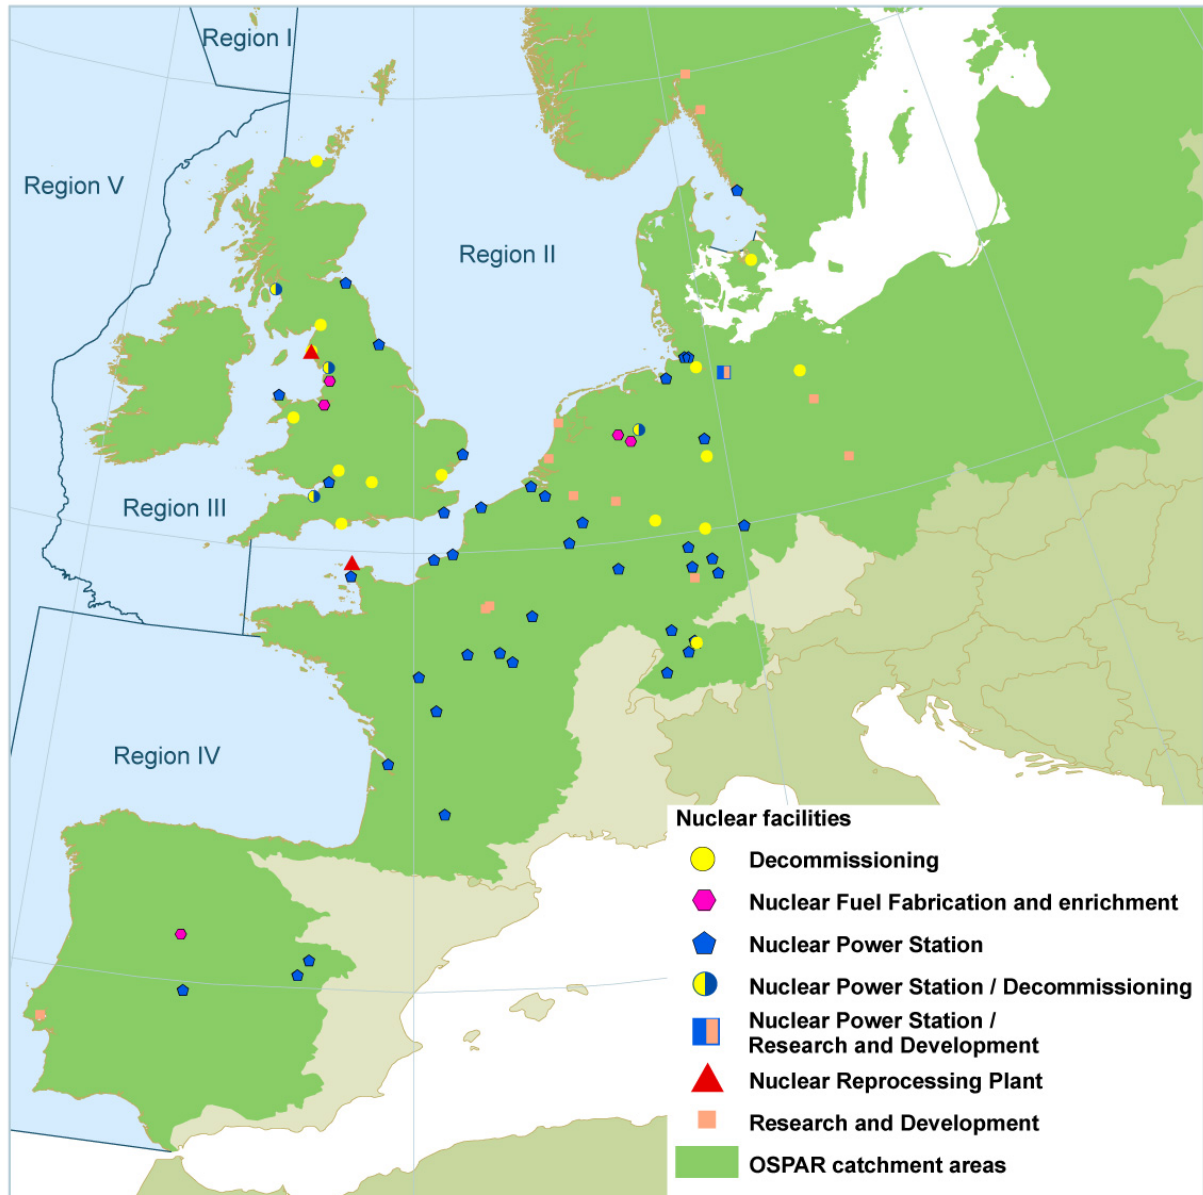 Region I
Region V
Region II
Region III
Region IV
Nuclear facilities
Decommissioning
Nuclear Fuel Fabrication and enrichment
Nuclear Power Station
Nuclear Power Station / Decommissioning
Nuclear Power Station /
Research and Development
Nuclear Reprocessing Plant
Research and Development
OSPAR catchment areas